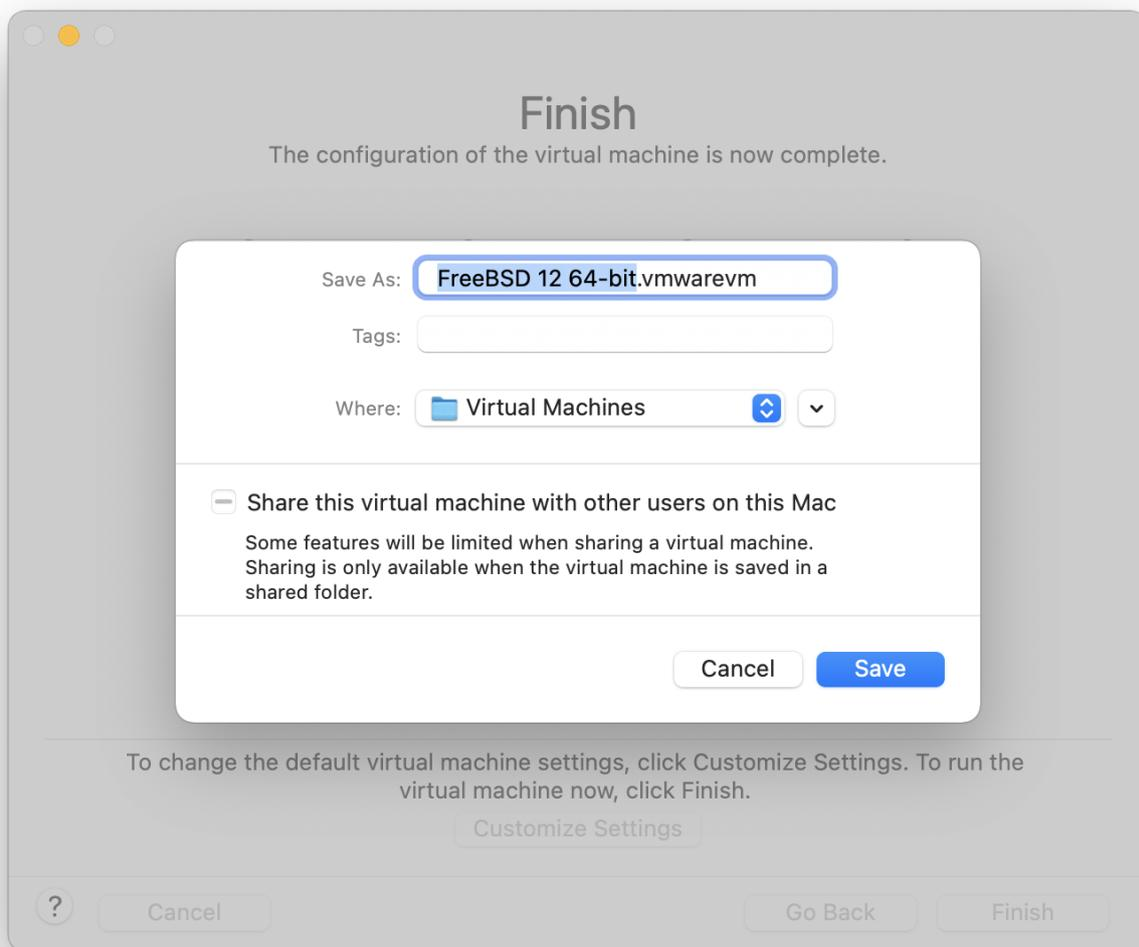 Finish
The configuration of the virtual machine is now complete.
Save As: FreeBSD 12 64-bit.vmwarevm
Tags:
Where: Virtual Machines
Share this virtual machine with other users on this Mac
Some features will be limited when sharing a virtual machine.
Sharing is only available when the virtual machine is saved in a
shared folder.
Cancel Save
To change the default virtual machine settings, click Customize Settings. To run the
virtual machine now, click Finish.
Customize Settings
? Cancel Go Back Finish